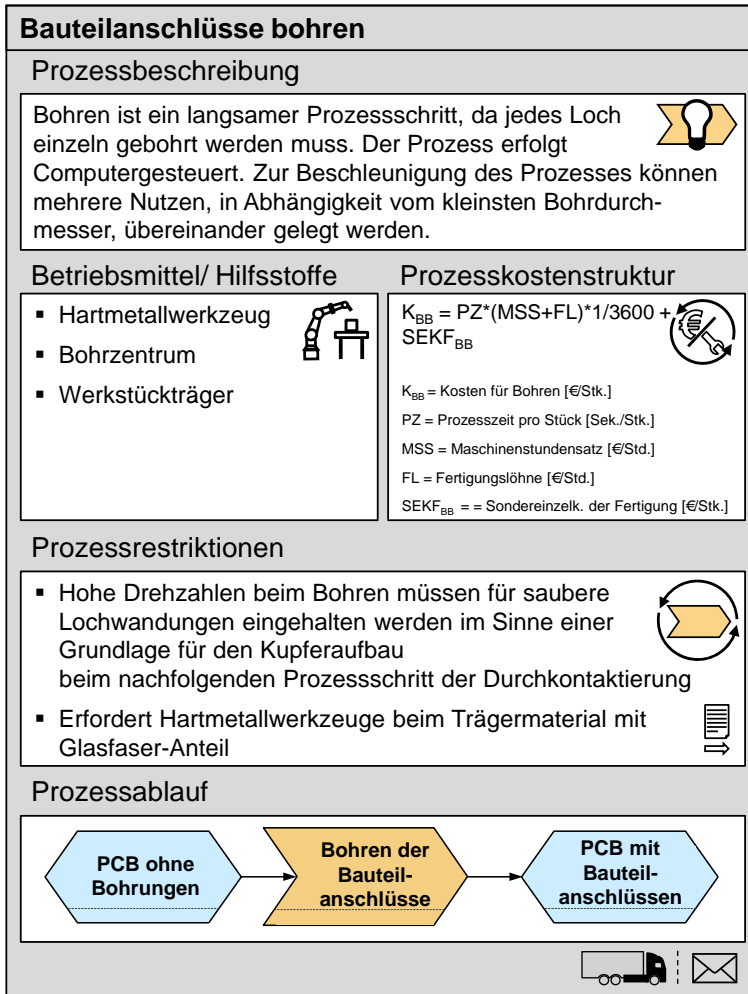 Bauteilanschlüsse bohren
Prozessbeschreibung
Bohren ist ein langsamer Prozessschritt, da jedes Loch
einzeln gebohrt werden muss. Der Prozess erfolgt
Computergesteuert. Zur Beschleunigung des Prozesses können
mehrere Nutzen, in Abhängigkeit vom kleinsten Bohrdurch-
messer, übereinander gelegt werden.
Betriebsmittel/ Hilfsstoffe
▪ Hartmetallwerkzeug
▪ Bohrzentrum
▪ Werkstückträger
Prozesskostenstruktur
K_BB = PZ*(MSS+FL)*1/3600 +
SEKF_BB
K_BB = Kosten für Bohren [€/Stk.]
PZ = Prozesszeit pro Stück [Sek./Stk.]
MSS = Maschinenstundensatz [€/Std.]
FL = Fertigungslöhne [€/Std.]
SEKF_BB = = Sondereinzelk. der Fertigung [€/Stk.]
Prozessrestriktionen
▪ Hohe Drehzahlen beim Bohren müssen für saubere
Lochwandungen eingehalten werden im Sinne einer
Grundlage für den Kupferaufbau
beim nachfolgenden Prozessschritt der Durchkontaktierung
▪ Erfordert Hartmetallwerkzeuge beim Trägermaterial mit
Glasfaser-Anteil
Prozessablauf
PCB ohne
Bohrungen
Bohren der
Bauteil-
anschlüsse
PCB mit
Bauteil-
anschlüssen